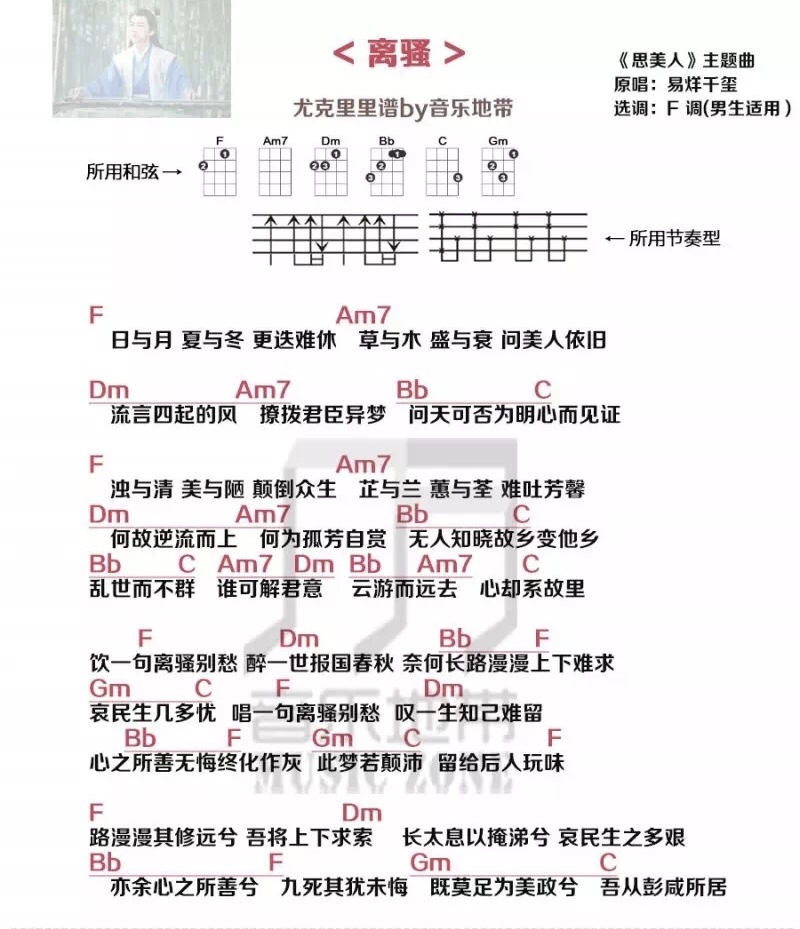 < 离骚 >
《思美人》主题曲
原唱：易烊千玺
选调：F 调(男生适用)
尤克里里谱by音乐地带
F Am7 Dm Bb C Gm
所用和弦→
←所用节奏型
F Am7
日与月 夏与冬 更迭难休 草与木 盛与衰 问美人依旧
Dm Am7 Bb C
流言四起的风 撩拨君臣异梦 问天可否为明心而见证
F Am7
浊与清 美与陋 颠倒众生 芷与兰 蕙与荃 难吐芳馨
Dm Am7 Bb C
何故逆流而上 何为孤芳自赏 无人知晓故乡变他乡
Bb C Am7 Dm Bb Am7 C
乱世而不群 谁可解君意 云游而远去 心却系故里
F Dm Bb F
饮一句离骚别愁 醉一世报国春秋 奈何长路漫漫上下难求
Gm C F Dm
哀民生几多忧 唱一句离骚别愁 叹一生知己难留
Bb F Gm C F
心之所善无悔终化作灰 此梦若颠沛 留给后人玩味
F Dm
路漫漫其修远兮 吾将上下求索 长太息以掩涕兮 哀民生之多艰
Bb F Gm C
亦余心之所善兮 九死其犹未悔 既莫足为美政兮 吾从彭咸所居
音乐地带
MUSIC ZONE